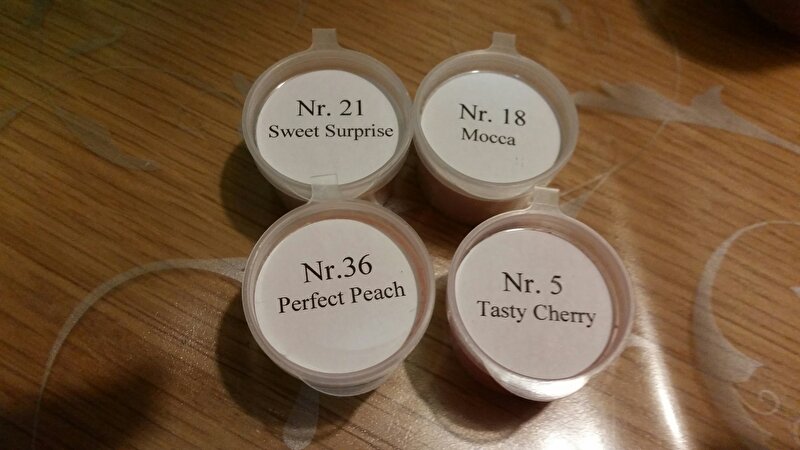 Nr. 21
Sweet Surprise
Nr. 18
Mocca
Nr.36
Perfect Peach
Nr. 5
Tasty Cherry